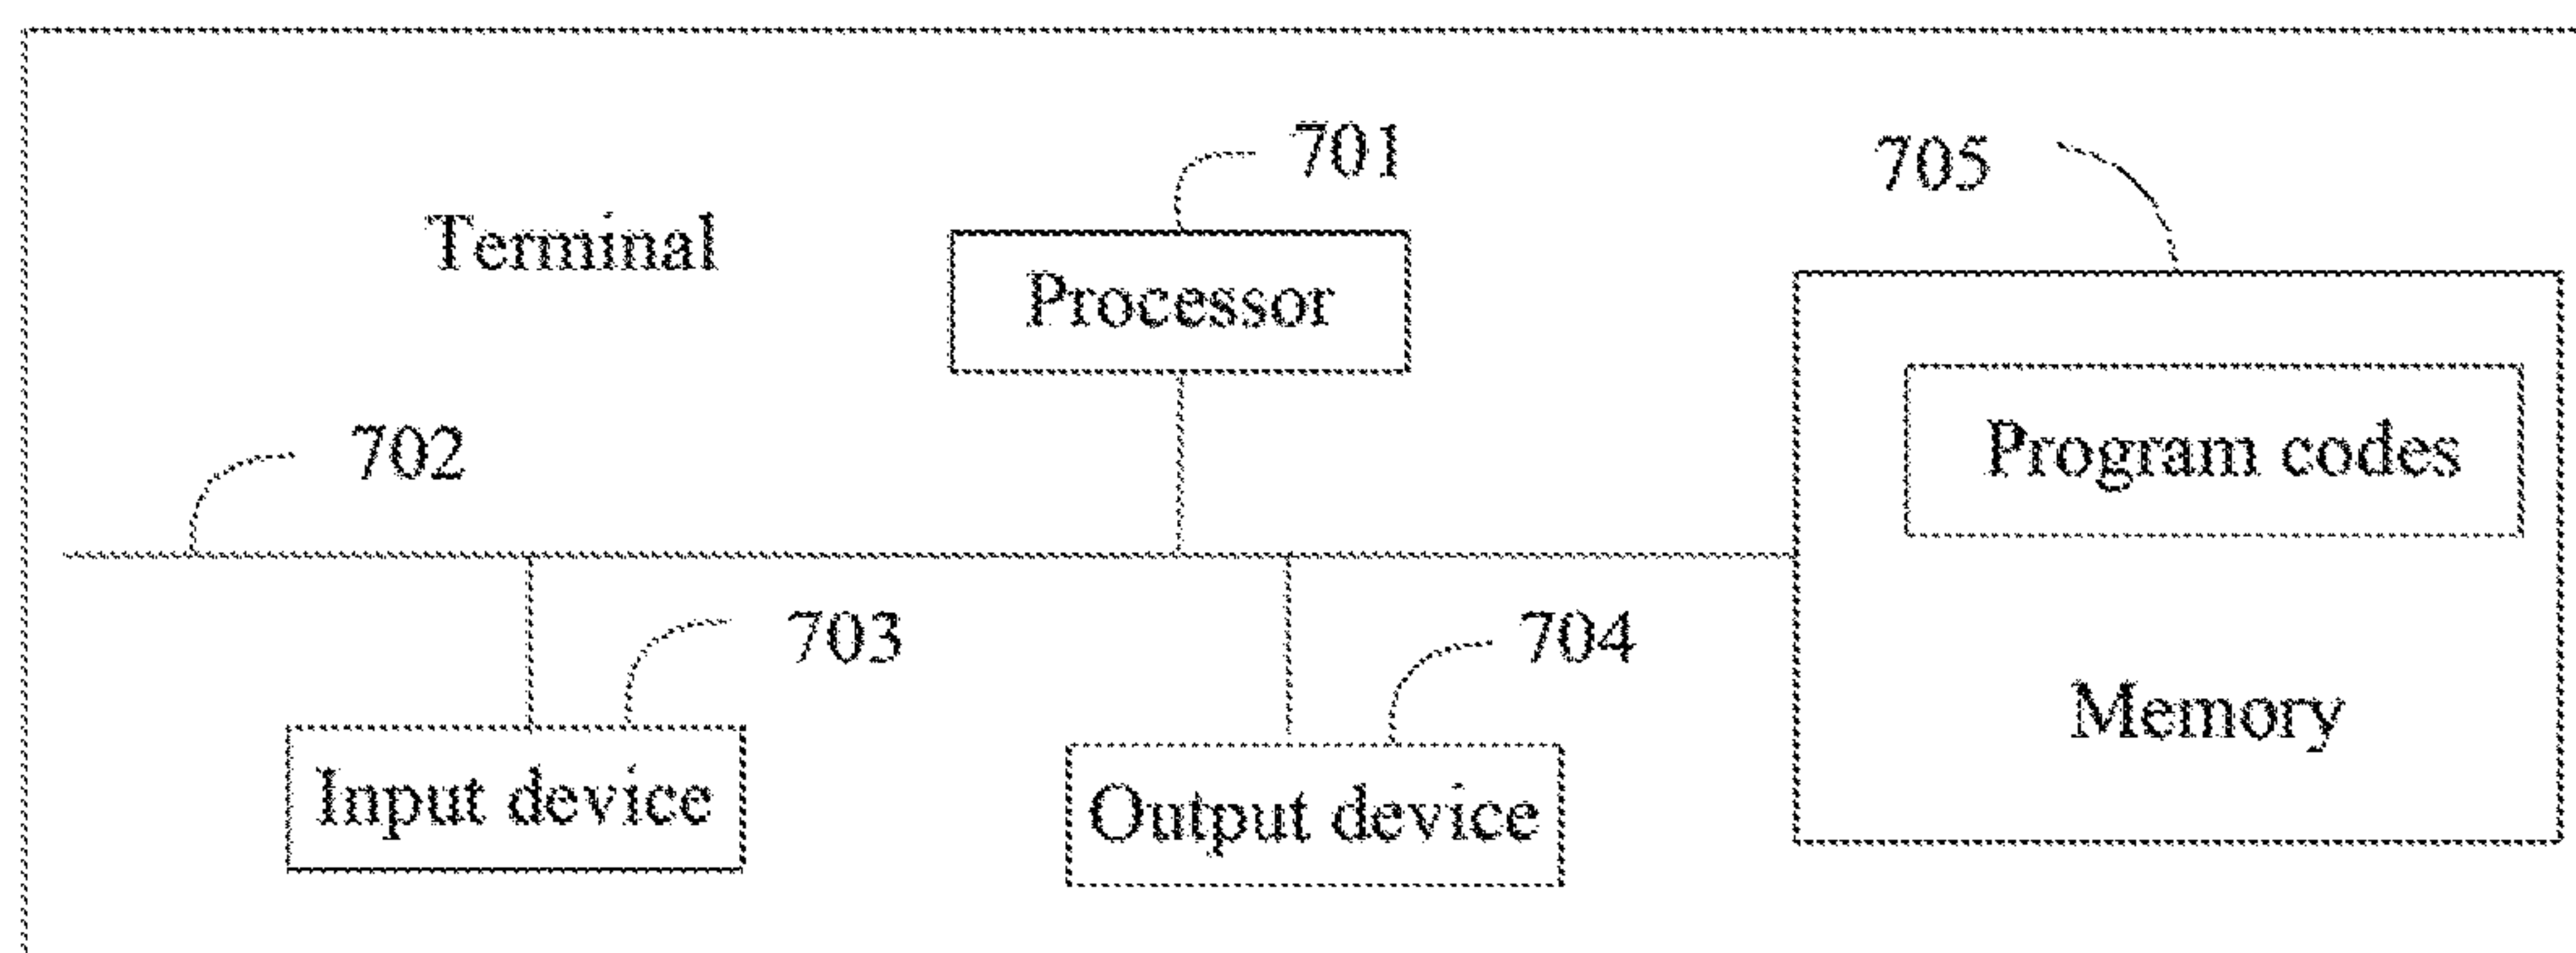 701
705
Terminal
Processor
702
Program codes
703
704
Memory
Input device
Output device